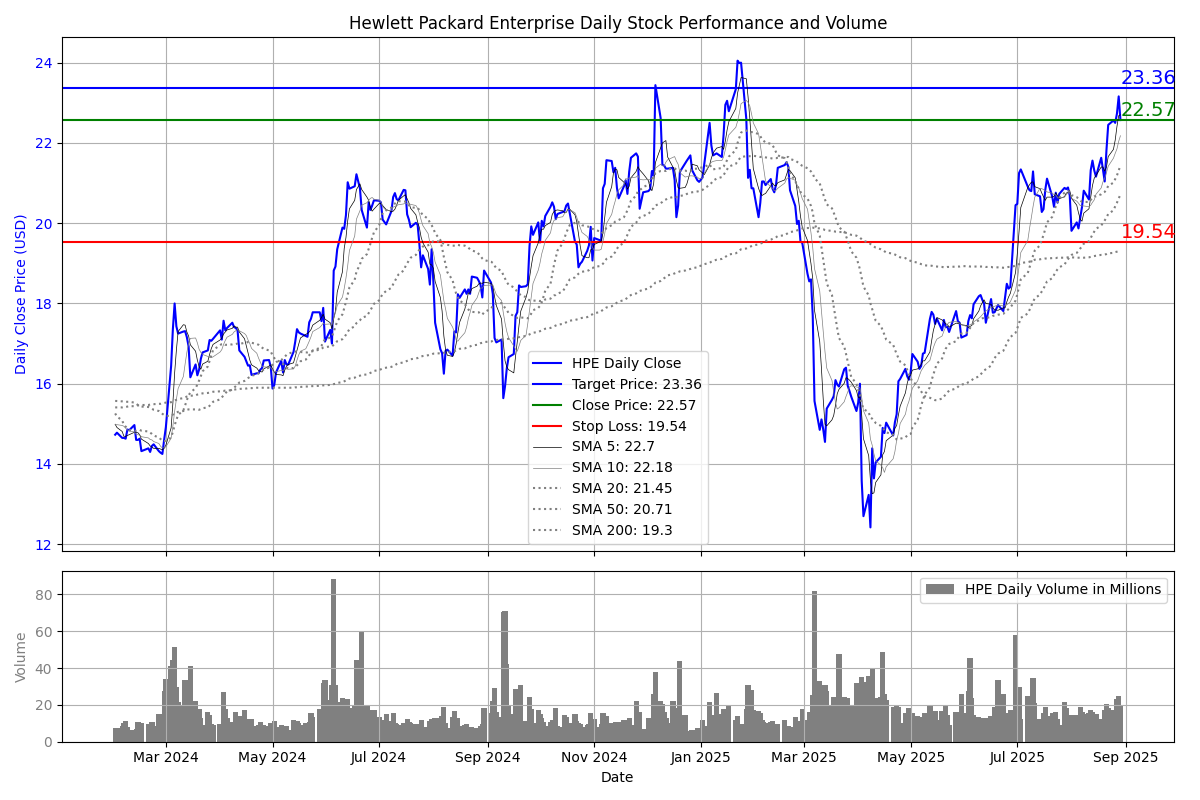 Hewlett Packard Enterprise Daily Stock Performance and Volume
Daily Close Price (USD)
24
22
20
18
16
14
12
23.36
22.57
19.54
HPE Daily Close
Target Price: 23.36
Close Price: 22.57
Stop Loss: 19.54
SMA 5: 22.7
SMA 10: 22.18
SMA 20: 21.45
SMA 50: 20.71
SMA 200: 19.3
Volume
80
60
40
20
0
HPE Daily Volume in Millions
Mar 2024
May 2024
Jul 2024
Sep 2024
Nov 2024
Jan 2025
Mar 2025
May 2025
Jul 2025
Sep 2025
Date